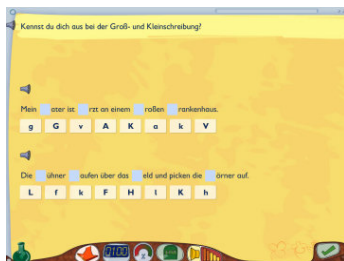 Kennst du dich aus bei der Groß- und Kleinschreibung?
Mein ater ist rzt an einem roßen rankenhaus.
g G v A K a k V
Die ühner aufen über das eld und picken die örner auf.
L f k F H l K h
0100